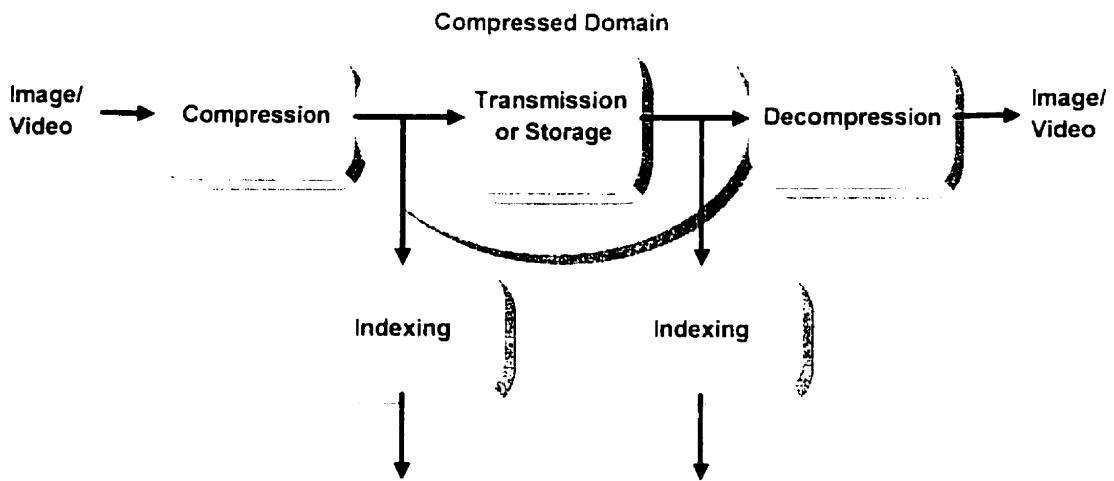 Compressed Domain
Image/
Video
Compression
Transmission
or Storage
Decompression
Image/
Video
Indexing
Indexing